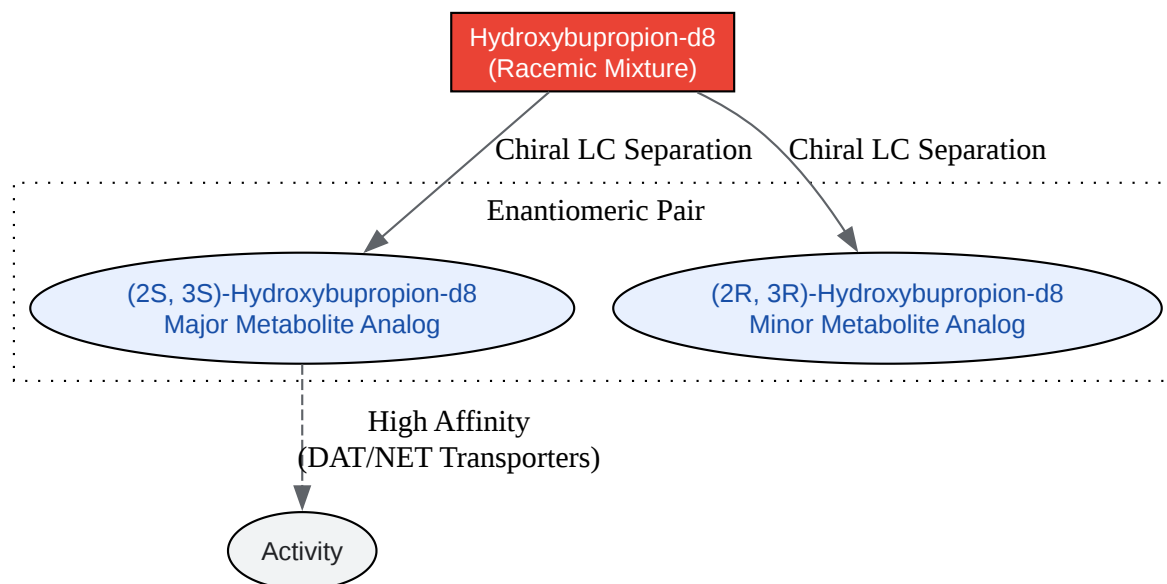 Hydroxybupropion-d8
(Racemic Mixture)
Chiral LC Separation
Chiral LC Separation
Enantiomeric Pair
(2S, 3S)-Hydroxybupropion-d8
Major Metabolite Analog
(2R, 3R)-Hydroxybupropion-d8
Minor Metabolite Analog
High Affinity
(DAT/NET Transporters)
Activity